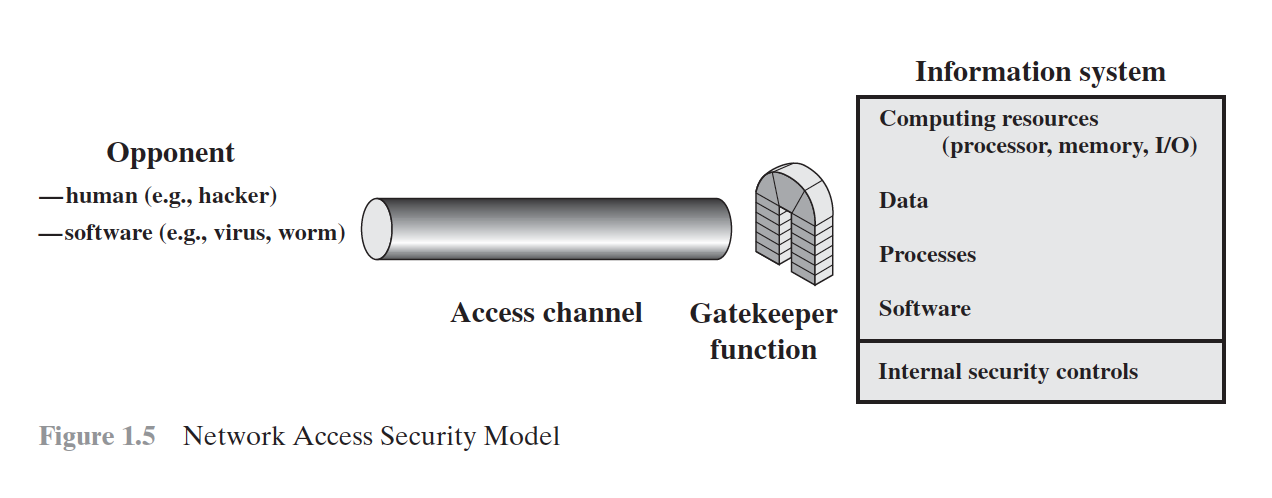 Information system
Computing resources
(processor, memory, I/O)
Data
Processes
Software
Internal security controls
Opponent
—human (e.g., hacker)
—software (e.g., virus, worm)
Access channel
Gatekeeper
function
Figure 1.5 Network Access Security Model